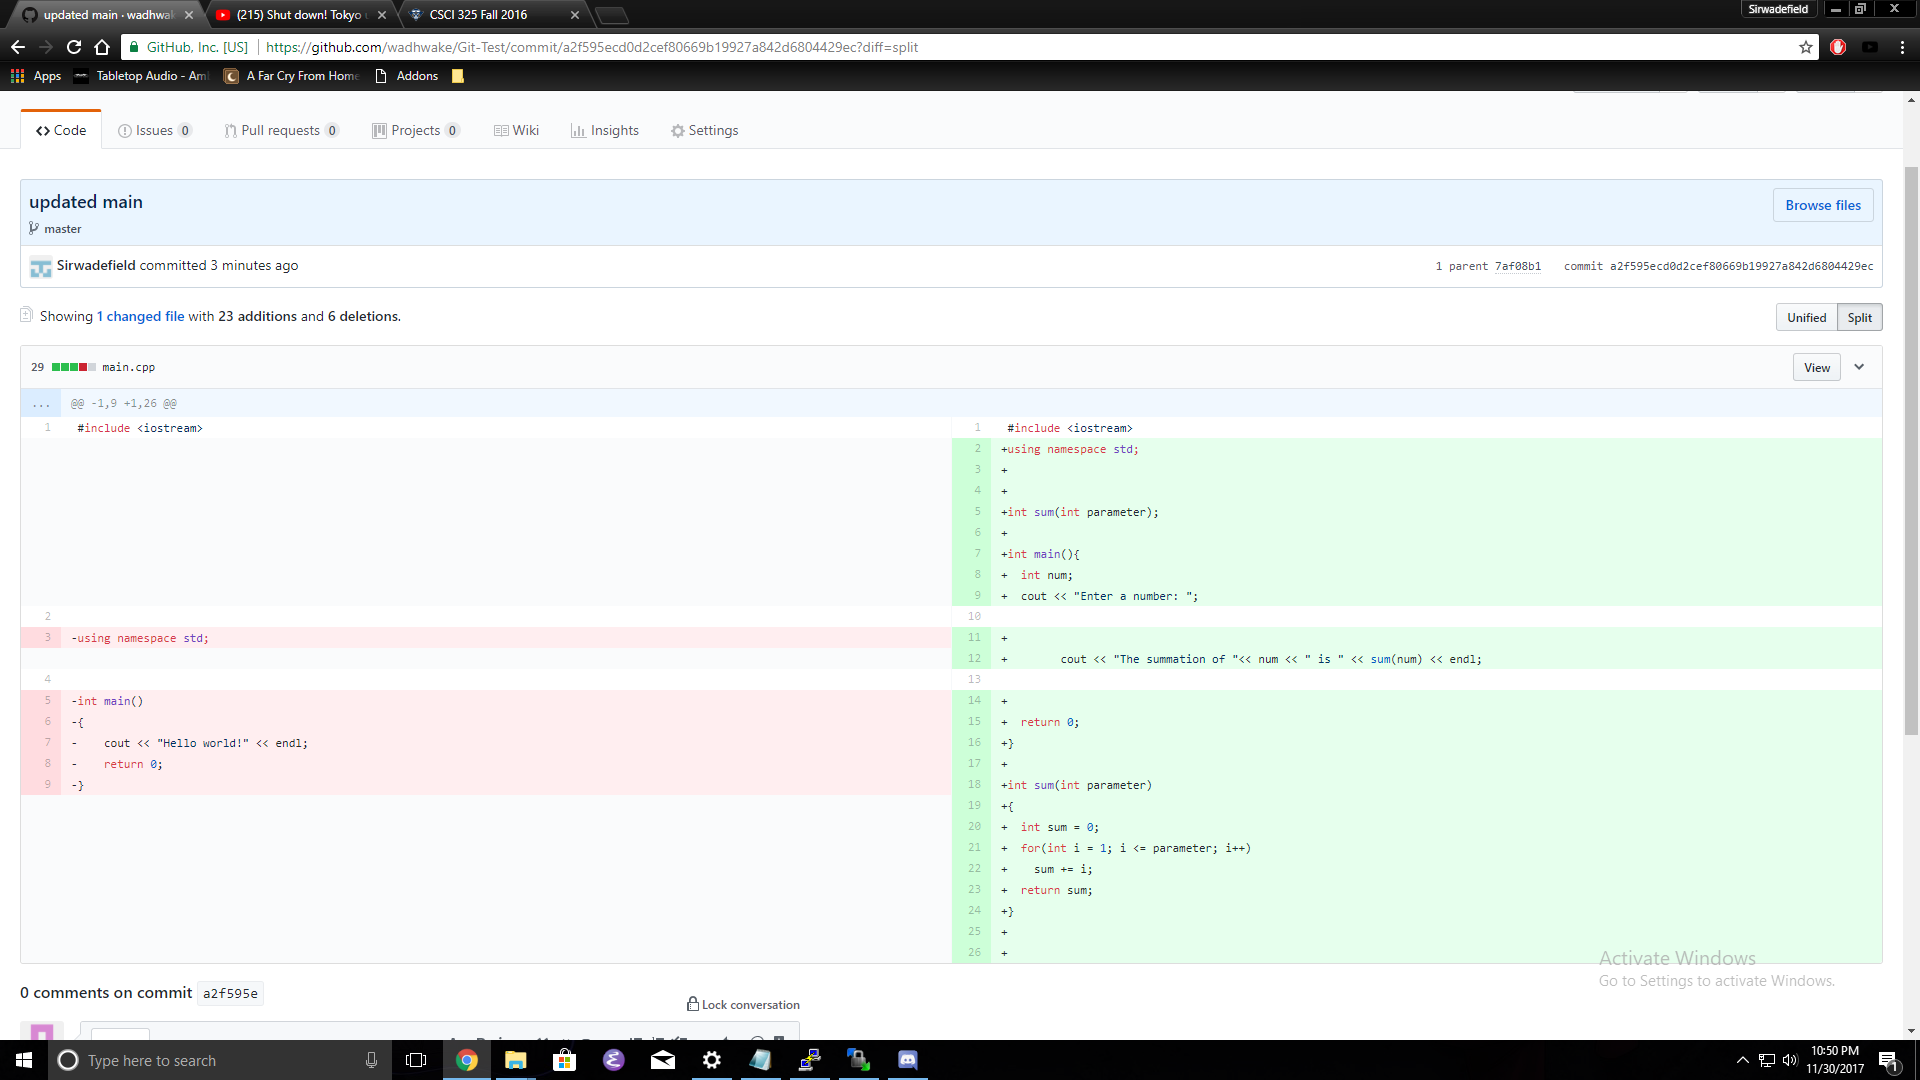 updated main · wadhwak
(215) Shut down! Tokyo
CSCI 325 Fall 2016
Sirwadefield
GitHub, Inc. [US]
https://github.com/wadhwake/Git-Test/commit/a2f595ecd0d2cef80669b19927a842d6804429ec?diff=split
Apps
Tabletop Audio - Am
A Far Cry From Home
Addons
<> Code
Issues 0
Pull requests 0
Projects 0
Wiki
Insights
Settings
updated main
Browse files
master
Sirwadefield committed 3 minutes ago
1 parent 7af08b1 commit a2f595ecd0d2cef80669b19927a842d6804429ec
Showing 1 changed file with 23 additions and 6 deletions.
Unified
Split
29 main.cpp
View
... @@ -1,9 +1,26 @@
1 #include <iostream>
1 #include <iostream>
2 +using namespace std;
3 +
4 +
5 +int sum(int parameter);
6 +
7 +int main(){
8 + int num;
9 + cout << "Enter a number: ";
2
10
3 -using namespace std;
11 +
12 + cout << "The summation of "<< num << " is " << sum(num) << endl;
4
13
5 -int main()
14 +
6 -{
15 + return 0;
7 - cout << "Hello world!" << endl;
16 +}
8 - return 0;
17 +
9 -}
18 +int sum(int parameter)
19 +{
20 + int sum = 0;
21 + for(int i = 1; i <= parameter; i++)
22 + sum += i;
23 + return sum;
24 +}
25 +
26 +
Activate Windows
Go to Settings to activate Windows.
0 comments on commit a2f595e
Lock conversation
Type here to search
10:50 PM
11/30/2017
1